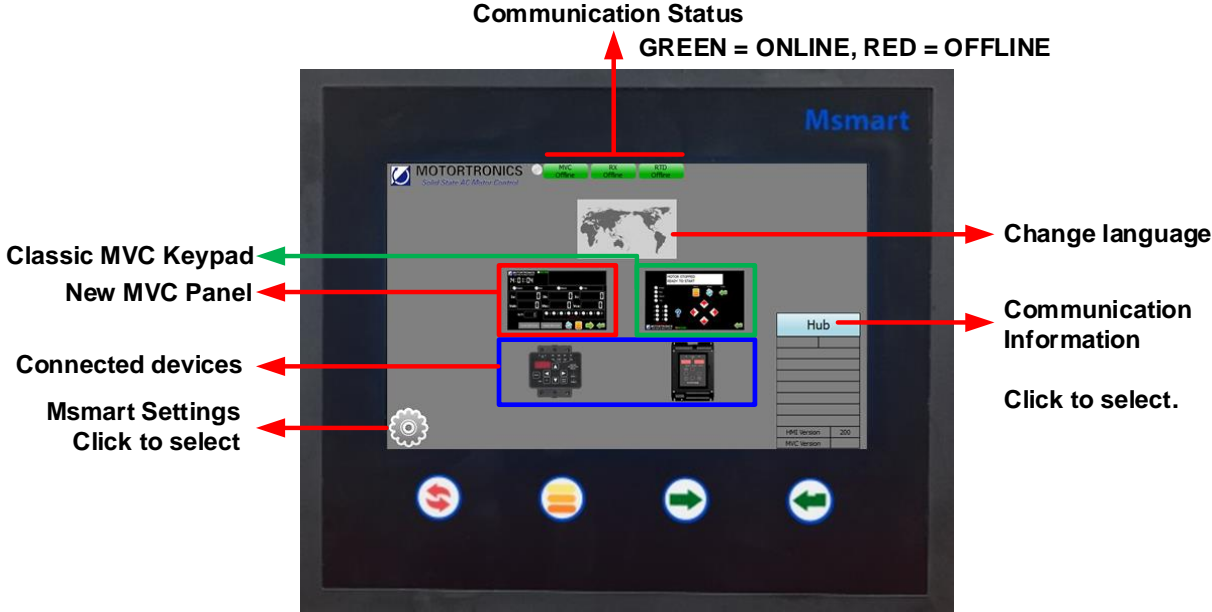 Communication Status
GREEN = ONLINE, RED = OFFLINE
Msmart
MOTORTRONICS
Solid State AC Motor Control
MVC
Offline
RX
Offline
RTD
Offline
Change language
Classic MVC Keypad
New MVC Panel
MOTOR STOPPED
READY TO START
Communication
Information
Hub
Connected devices
Click to select.
Msmart Settings
Click to select
HMI Version 200
MVC Version